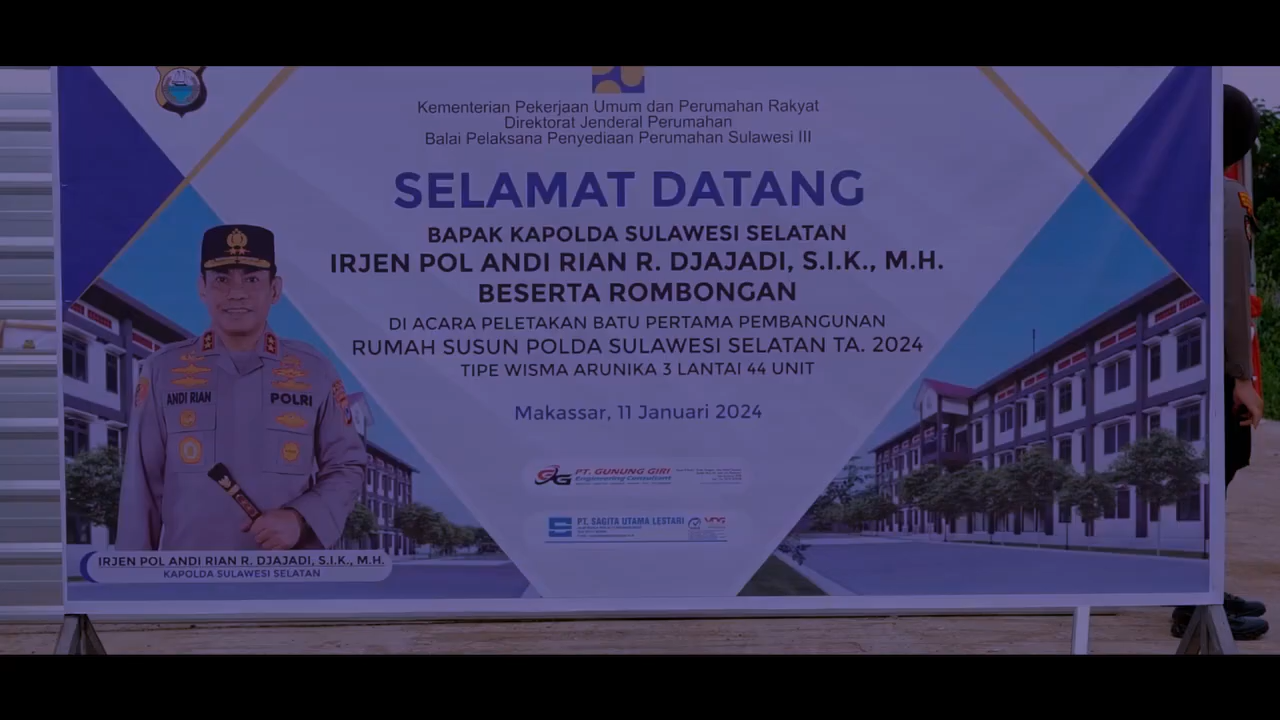 Kementerian Pekerjaan Umum dan Perumahan Rakyat
Direktorat Jenderal Perumahan
Balai Pelaksana Penyediaan Perumahan Sulawesi III
SELAMAT DATANG
BAPAK KAPOLDA SULAWESI SELATAN
IRJEN POL ANDI RIAN R. DJAJADI, S.I.K., M.H.
BESERTA ROMBONGAN
DI ACARA PELETAKAN BATU PERTAMA PEMBANGUNAN
RUMAH SUSUN POLDA SULAWESI SELATAN TA. 2024
TIPE WISMA ARUNIKA 3 LANTAI 44 UNIT
Makassar, 11 Januari 2024
ANDI RIAN
POLRI
PT. GUNUNG GIRI
Engineering Consultant
PT. SAGITA UTAMA LESTARI
IRJEN POL ANDI RIAN R. DJAJADI, S.I.K., M.H.
KAPOLDA SULAWESI SELATAN